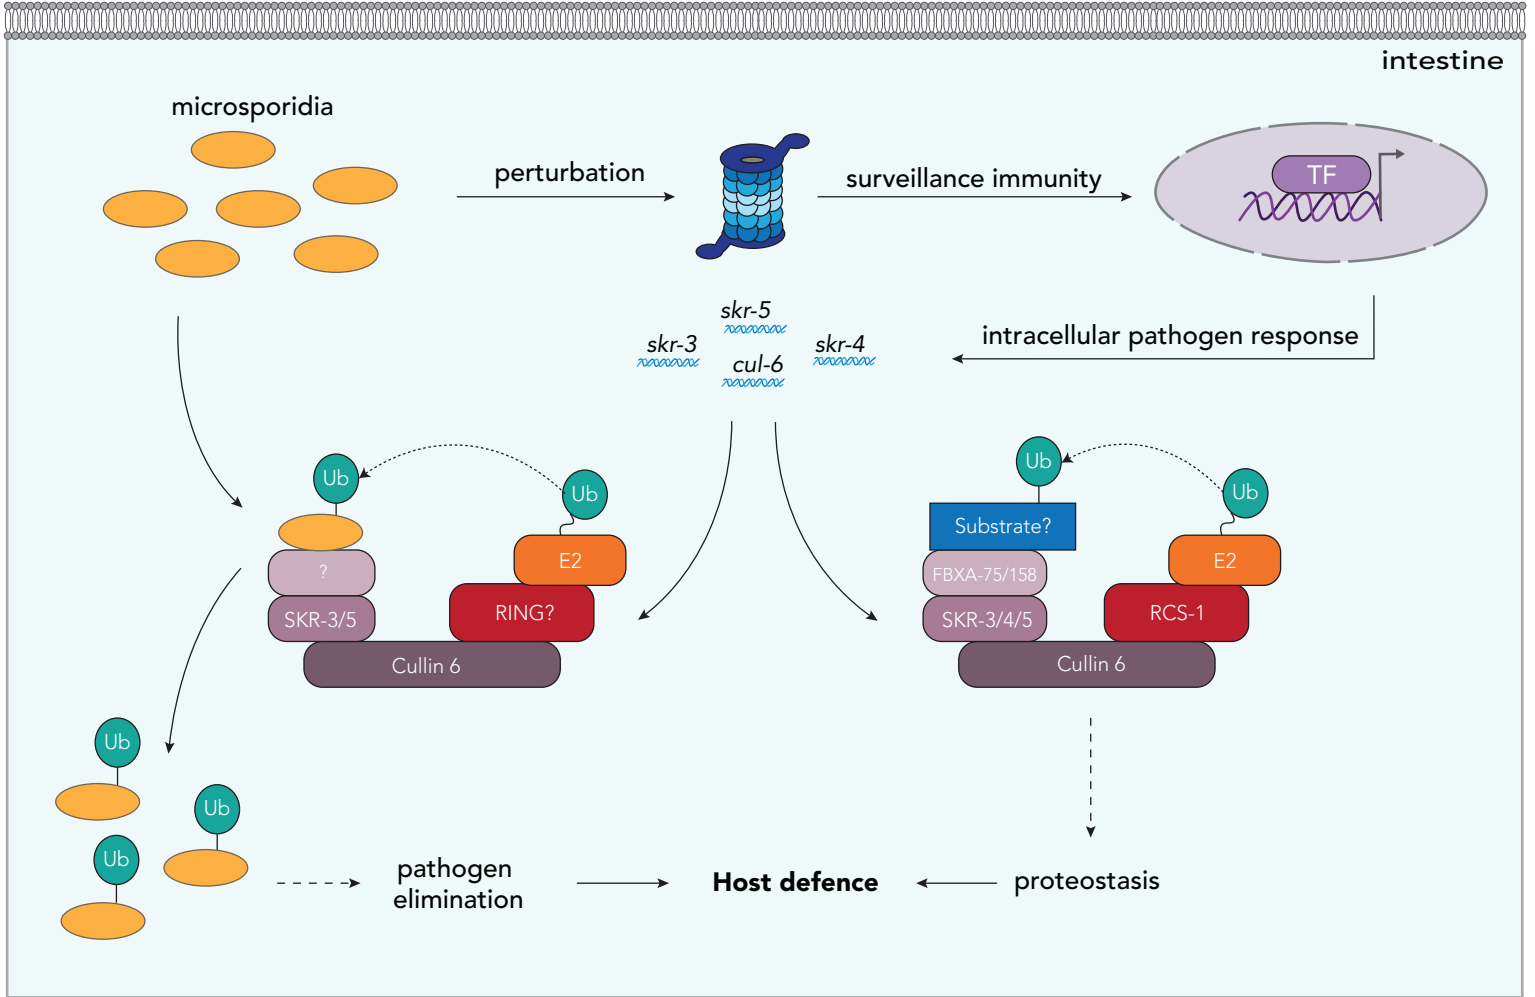 intestine
microsporidia
perturbation
surveillance immunity
TF
skr-5
skr-3
skr-4
cul-6
intracellular pathogen response
Ub
Ub
?
SKR-3/5
E2
RING?
Cullin 6
Ub
Ub
Substrate?
FBXA-75/158
SKR-3/4/5
E2
RCS-1
Cullin 6
Ub
Ub
Ub
pathogen
elimination
Host defence
proteostasis